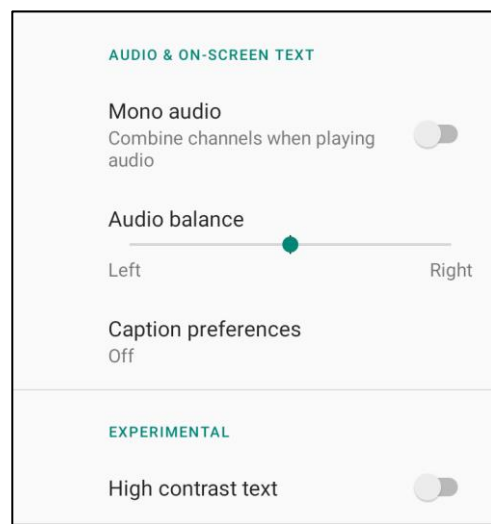 AUDIO & ON-SCREEN TEXT
Mono audio
Combine channels when playing
audio
Audio balance
Left Right
Caption preferences
Off
EXPERIMENTAL
High contrast text